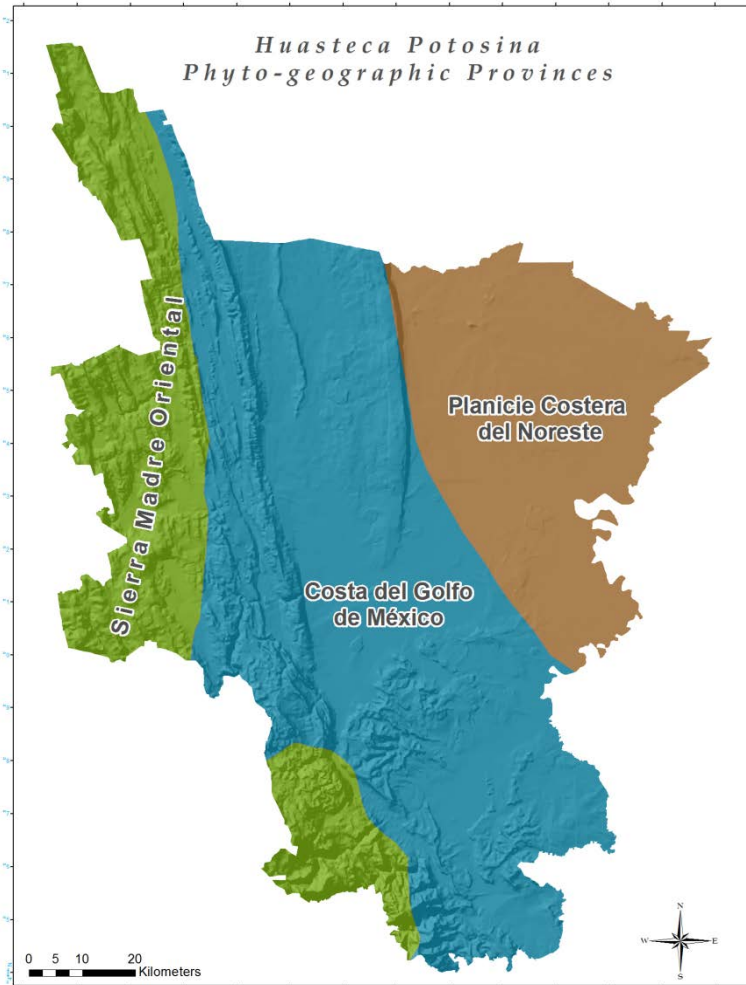 Huasteca Potosina
Phyto-geographic Provinces
Sierra Madre Oriental
Planicie Costera
del Noreste
Costa del Golfo
de México
N
W E
S
0 5 10 20
Kilometers